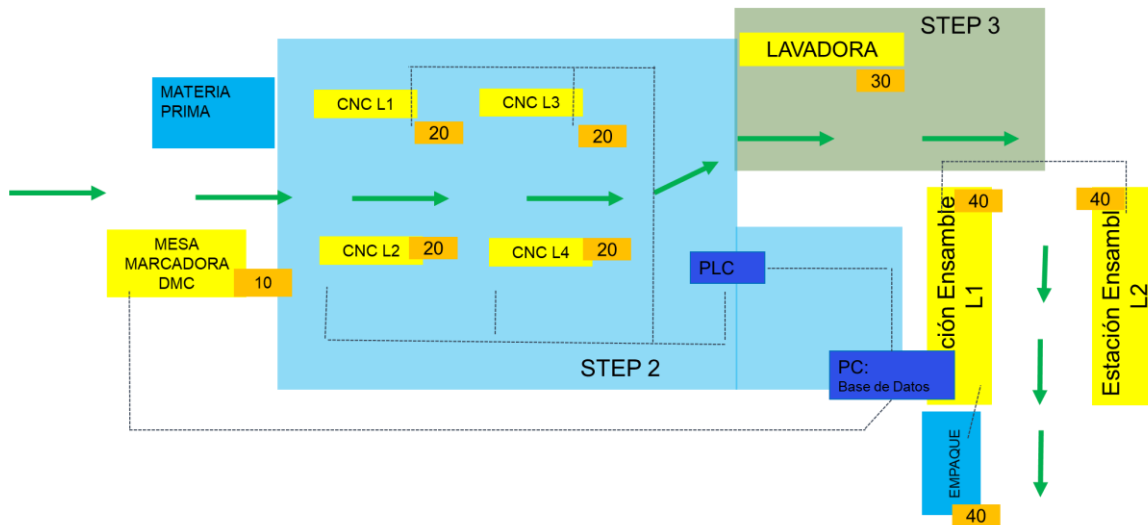 STEP 3
LAVADORA
30
MATERIA
PRIMA
CNC L1
20
CNC L3
20
MESA
MARCADORA
DMC
10
CNC L2
20
CNC L4
20
PLC
STEP 2
PC:
Base de Datos
40
ción Ensamble
L1
40
Estación Ensambl
L2
EMPAQUE
40